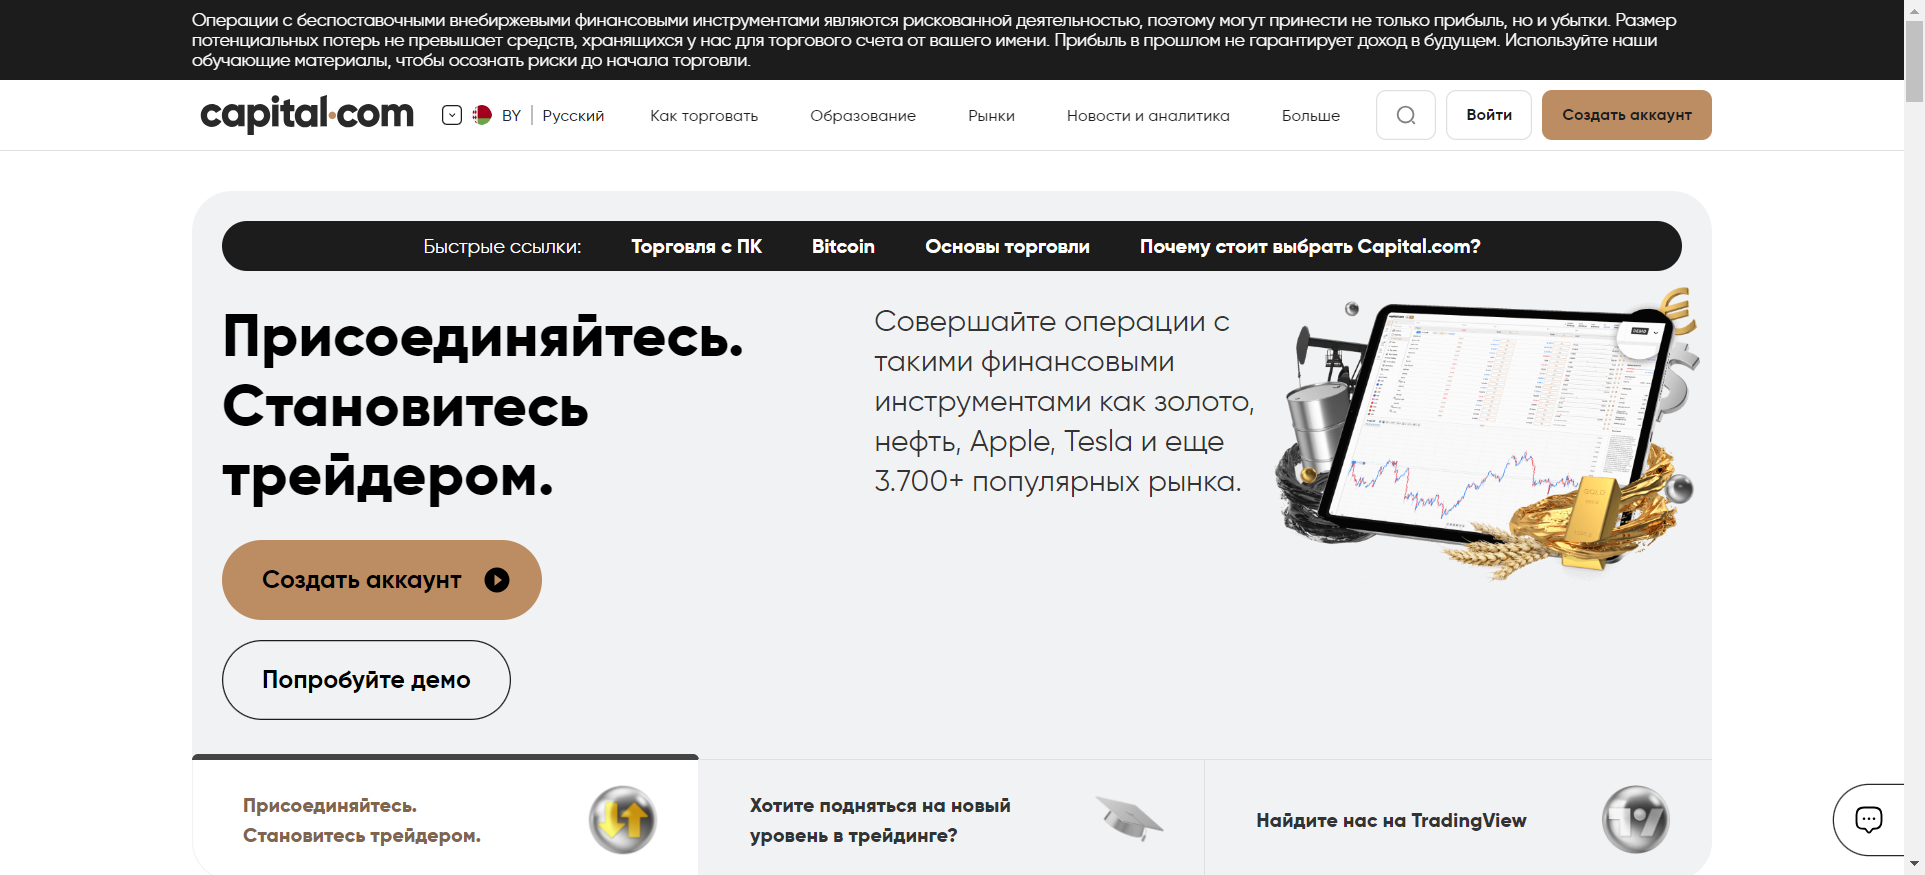 Операции с беспоставочными внебиржевыми финансовыми инструментами являются рискованной деятельностью, поэтому могут принести не только прибыль, но и убытки. Размер
потенциальных потерь не превышает средств, хранящихся у нас для торгового счета от вашего имени. Прибыль в прошлом не гарантирует доход в будущем. Используйте наши
обучающие материалы, чтобы осознать риски до начала торговли.
capital.com BY Русский Как торговать Образование Рынки Новости и аналитика Больше Войти Создать аккаунт
Быстрые ссылки: Торговля с ПК Bitcoin Основы торговли Почему стоит выбрать Capital.com?
Присоединяйтесь.
Становитесь
трейдером.
Совершайте операции с
такими финансовыми
инструментами как золото,
нефть, Apple, Tesla и еще
3.700+ популярных рынка.
GOLD
Создать аккаунт
Попробуйте демо
Присоединяйтесь.
Становитесь трейдером.
Хотите подняться на новый
уровень в трейдинге?
Найдите нас на TradingView